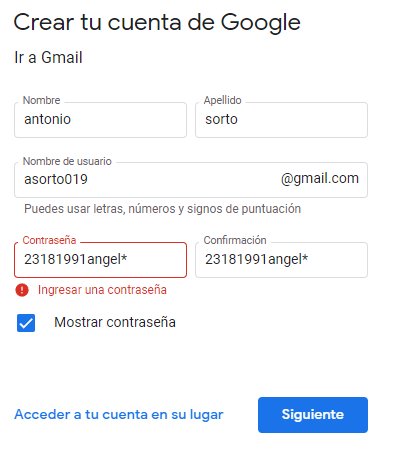 Crear tu cuenta de Google
Ir a Gmail
Nombre Apellido
antonio sorto
Nombre de usuario
asorto019 @gmail.com
Puedes usar letras, números y signos de puntuación
Contraseña Confirmación
23181991angel* 23181991angel*
Ingresar una contraseña
Mostrar contraseña
Acceder a tu cuenta en su lugar Siguiente